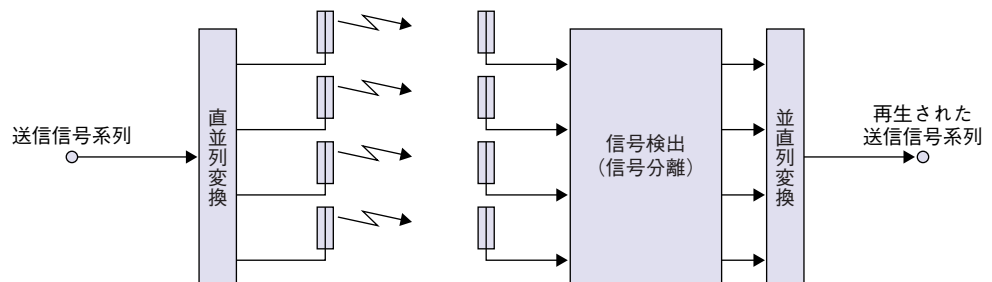 送信信号系列
直並列変換
信号検出
（信号分離）
並直列変換
再生された
送信信号系列